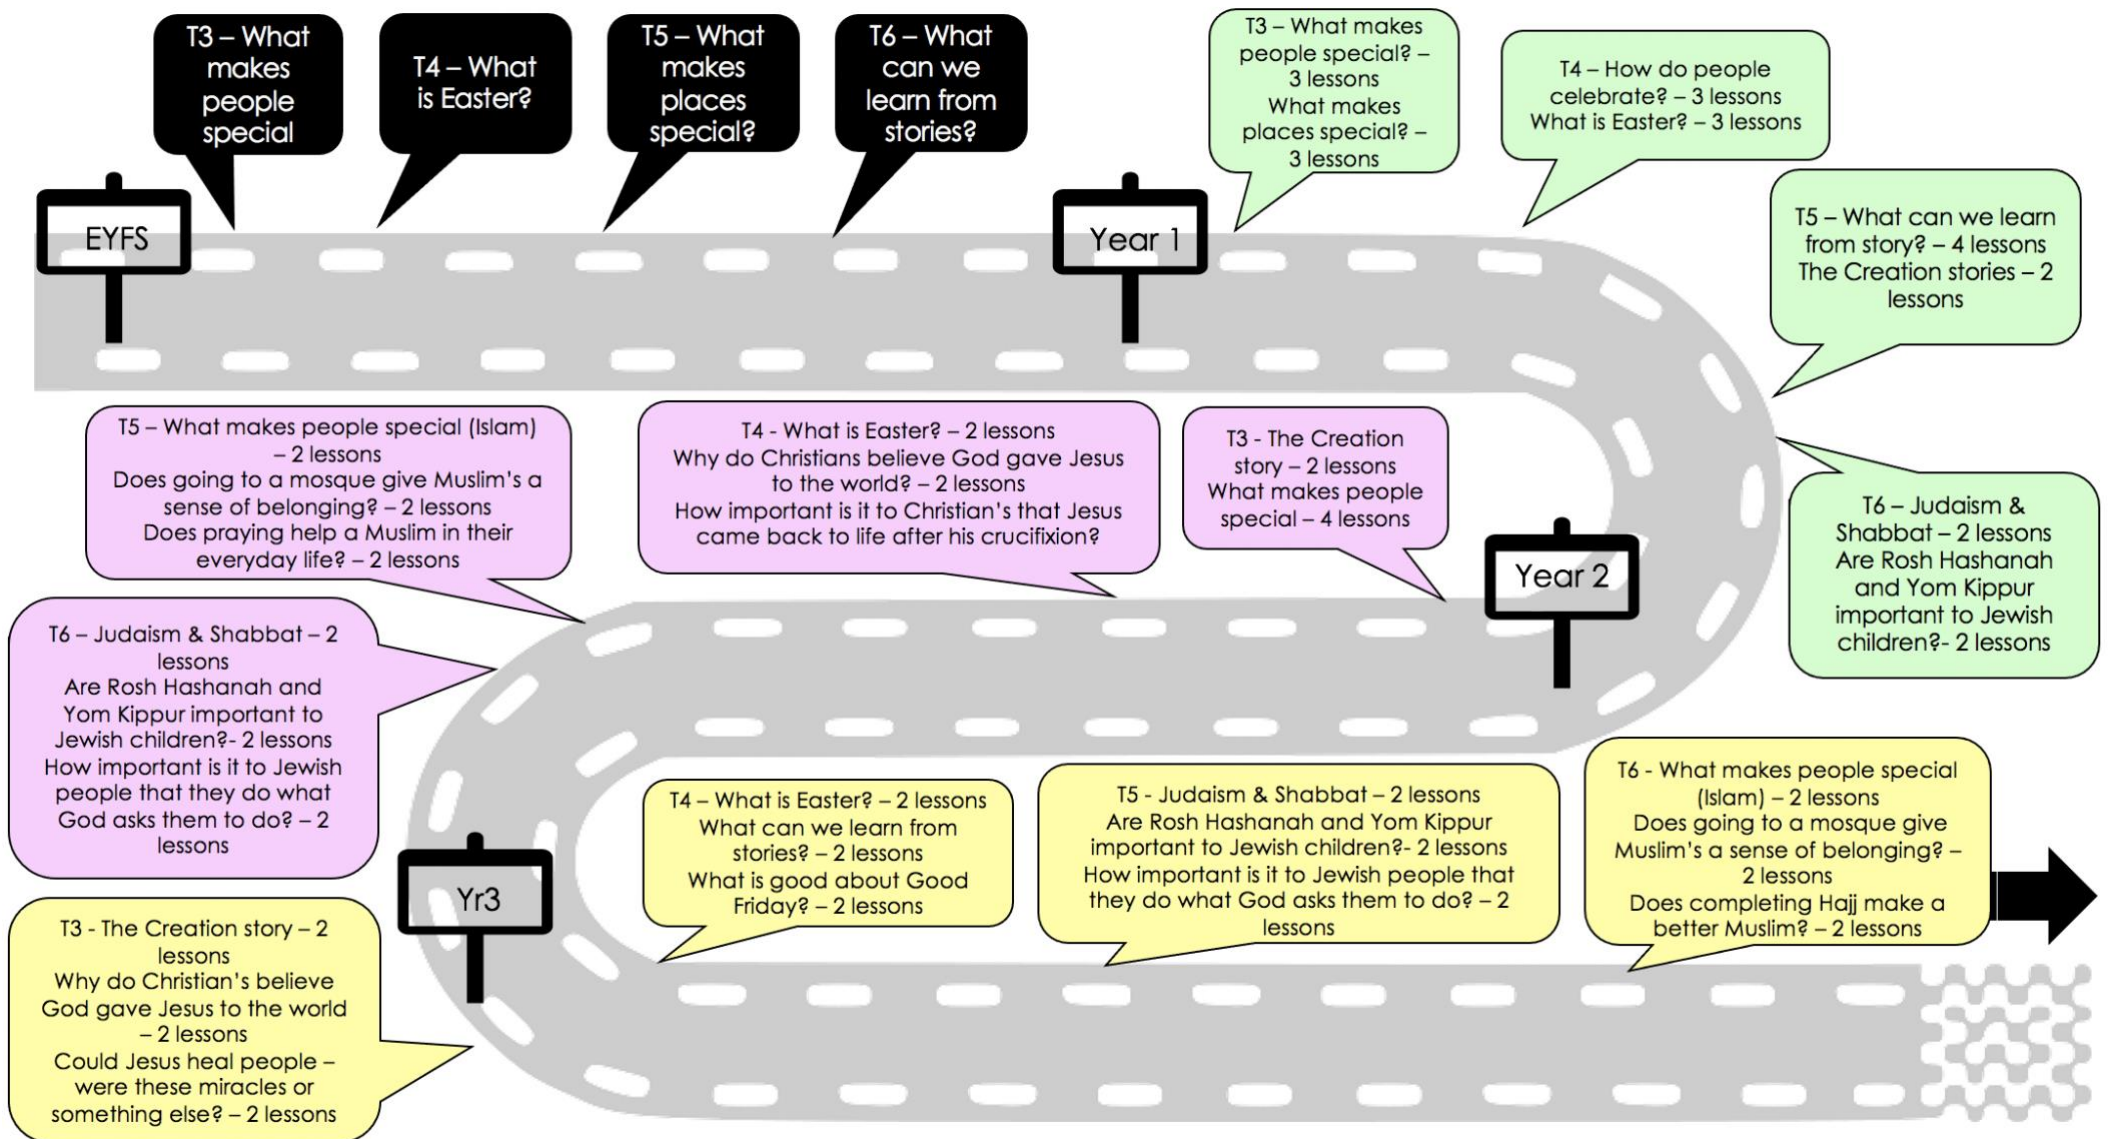 EYFS
T3 – What
makes
people
special
T4 – What
is Easter?
T5 – What
makes
places
special?
T6 – What
can we
learn from
stories?
Year 1
T3 – What makes
people special? –
3 lessons
What makes
places special? –
3 lessons
T4 – How do people
celebrate? – 3 lessons
What is Easter? – 3 lessons
T5 – What can we learn
from story? – 4 lessons
The Creation stories – 2
lessons
T6 – Judaism &
Shabbat – 2 lessons
Are Rosh Hashanah
and Yom Kippur
important to Jewish
children?- 2 lessons
Year 2
T3 - The Creation
story – 2 lessons
What makes people
special – 4 lessons
T4 - What is Easter? – 2 lessons
Why do Christians believe God gave Jesus
to the world? – 2 lessons
How important is it to Christian’s that Jesus
came back to life after his crucifixion?
T5 – What makes people special (Islam)
– 2 lessons
Does going to a mosque give Muslim’s a
sense of belonging? – 2 lessons
Does praying help a Muslim in their
everyday life? – 2 lessons
T6 – Judaism & Shabbat – 2
lessons
Are Rosh Hashanah and
Yom Kippur important to
Jewish children?- 2 lessons
How important is it to Jewish
people that they do what
God asks them to do? – 2
lessons
Yr3
T3 - The Creation story – 2
lessons
Why do Christian’s believe
God gave Jesus to the world
– 2 lessons
Could Jesus heal people –
were these miracles or
something else? – 2 lessons
T4 – What is Easter? – 2 lessons
What can we learn from
stories? – 2 lessons
What is good about Good
Friday? – 2 lessons
T5 - Judaism & Shabbat – 2 lessons
Are Rosh Hashanah and Yom Kippur
important to Jewish children?- 2 lessons
How important is it to Jewish people that
they do what God asks them to do? – 2
lessons
T6 - What makes people special
(Islam) – 2 lessons
Does going to a mosque give
Muslim’s a sense of belonging? –
2 lessons
Does completing Hajj make a
better Muslim? – 2 lessons